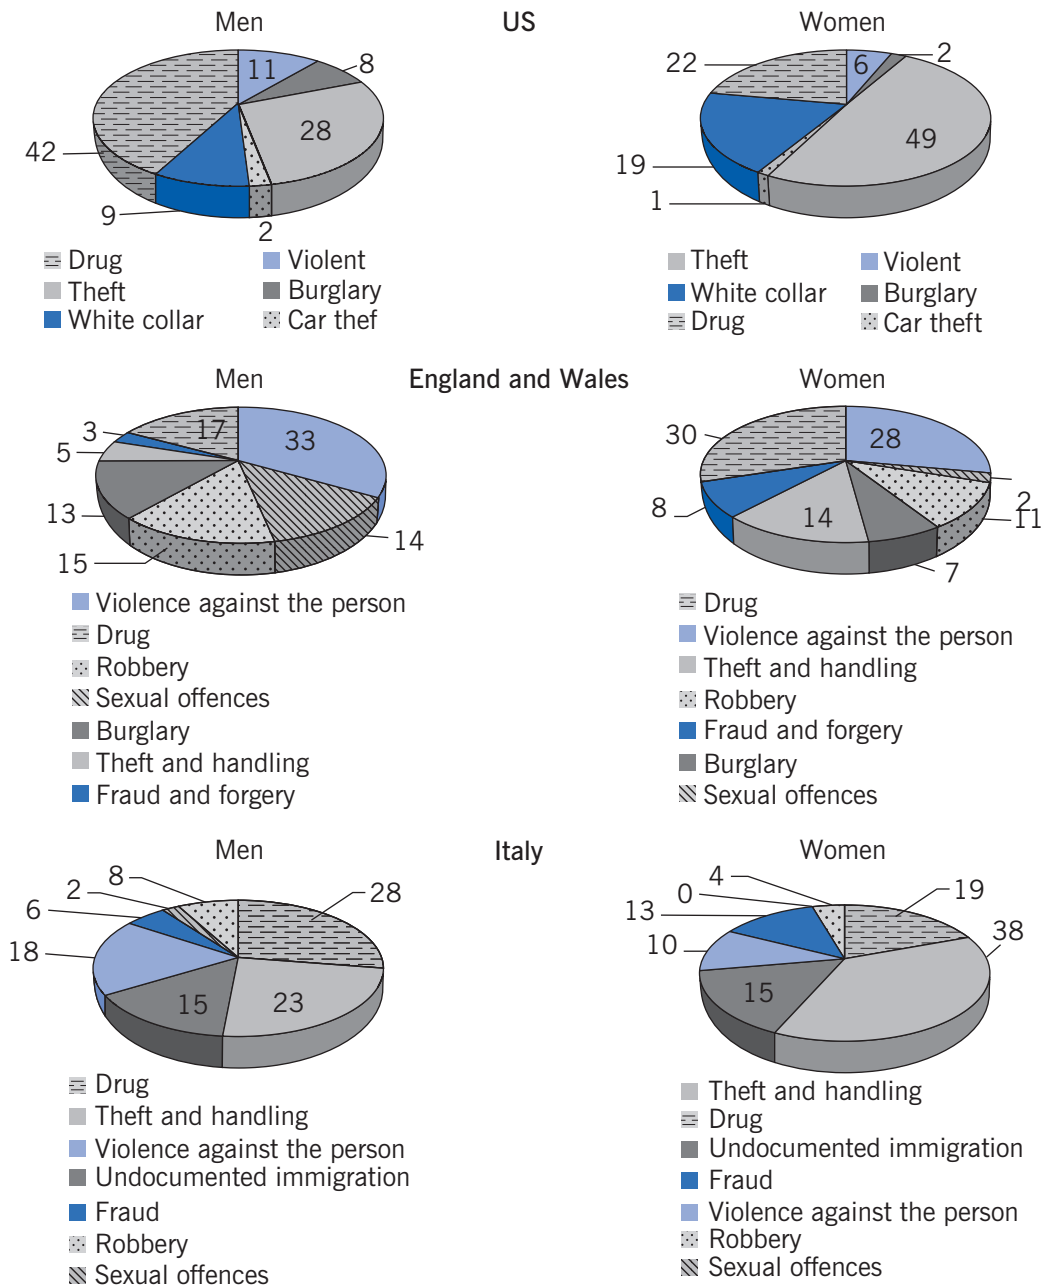 Men US Women
11
8
28
2
9
42
6
2
49
1
19
22
Drug Violent
Theft Burglary
White collar Car thef
Theft Violent
White collar Burglary
Drug Car theft
Men England and Wales Women
33
14
15
13
5
3
17
28
2
11
7
14
8
30
Violence against the person
Drug
Robbery
Sexual offences
Burglary
Theft and handling
Fraud and forgery
Drug
Violence against the person
Theft and handling
Robbery
Fraud and forgery
Burglary
Sexual offences
Men Italy Women
28
23
15
18
6
2
8
19
38
15
10
13
0
4
Drug
Theft and handling
Violence against the person
Undocumented immigration
Fraud
Robbery
Sexual offences
Theft and handling
Drug
Undocumented immigration
Fraud
Violence against the person
Robbery
Sexual offences